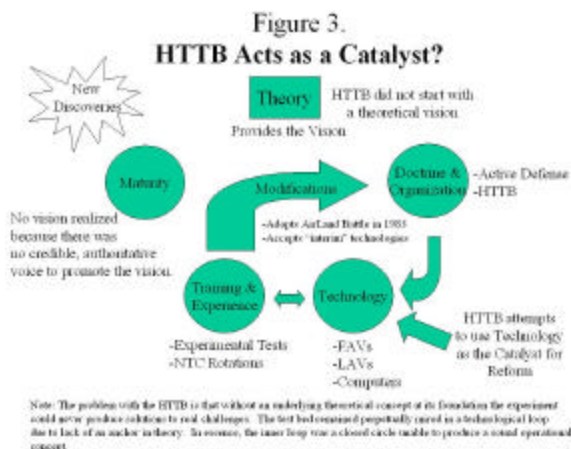 Figure 3.
HTTB Acts as a Catalyst?
New
Discoveries
Theory
HTTB did not start with
a theoretical vision
Provides the Vision
Maturity
Modifications
Doctrine &
Organization
-Active Defense
-HTTB
No vision realized
because there was
no credible, authoritative
voice to promote the vision.
-Adopts AirLand Battle in 1983
-Accepts "interim" technologies
Training &
Experience
Technology
HTTB attempts
to use Technology
as the Catalyst for
Reform
-Experimental Tests
-NTC Rotations
-FAVs
-LAVs
-Computers
Note: The problem with the HTTB is that without an underlying theoretical concept at its foundation the experiment
could never produce solutions to real challenges. The test bed remained perpetually mired in a technological loop
due to lack of an anchor in theory. In essence, the inner loop was a closed circle unable to produce a sound operational
concept.